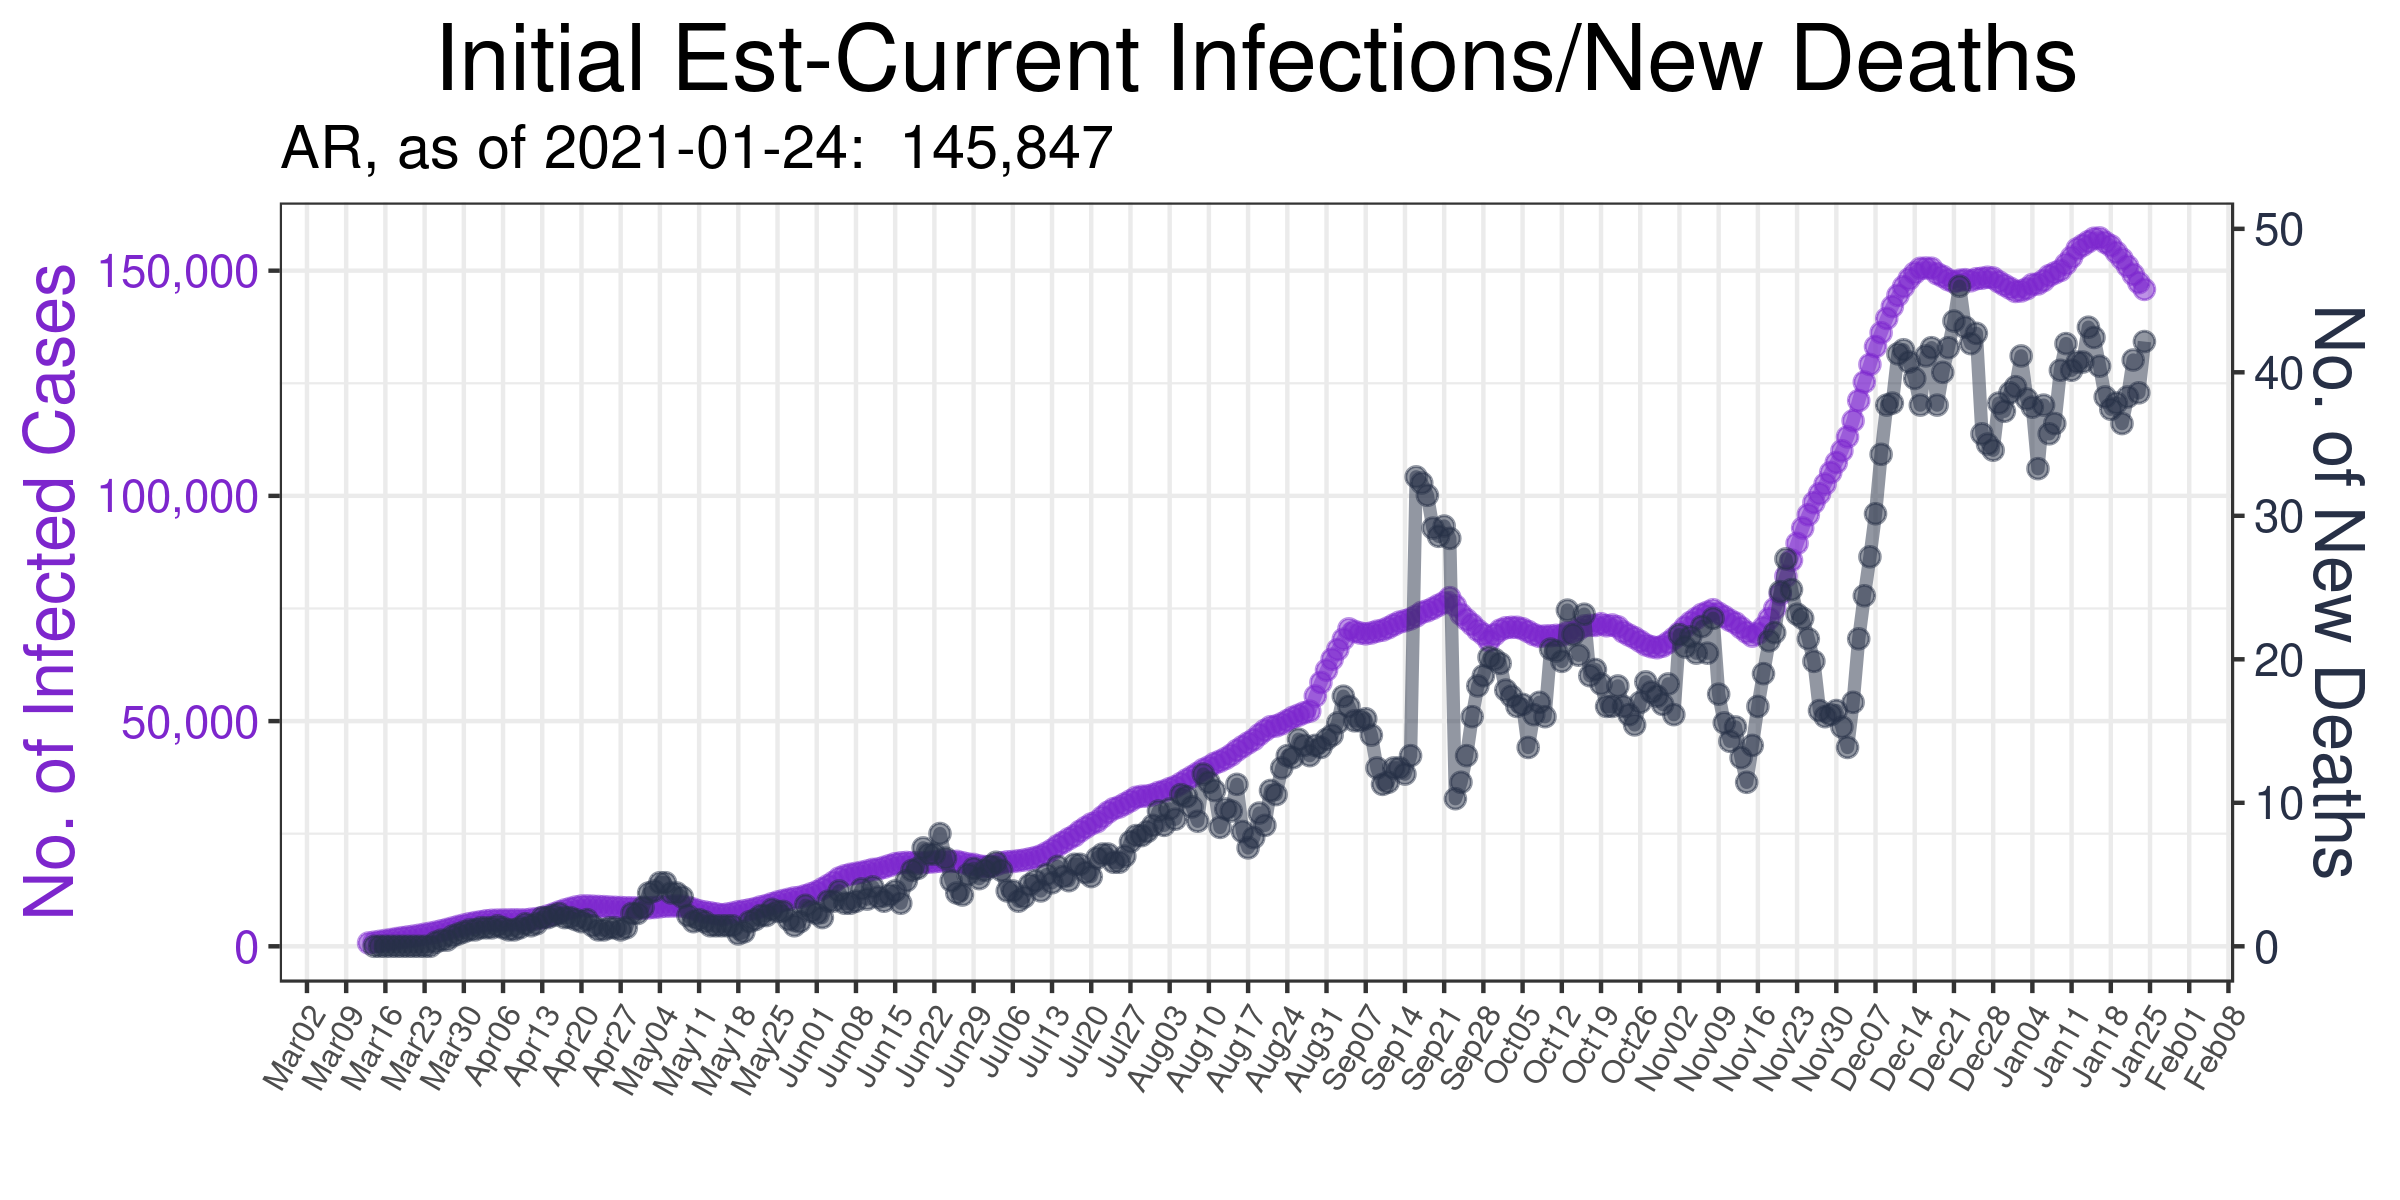 Initial Est-Current Infections/New Deaths
AR, as of 2021-01-24:  145,847
No. of Infected Cases
150,000
100,000
50,000
0
50
40
30
20
10
0
No. of New Deaths
Mar02
Mar09
Mar16
Mar23
Mar30
Apr06
Apr13
Apr20
Apr27
May04
May11
May18
May25
Jun01
Jun08
Jun15
Jun22
Jun29
Jul06
Jul13
Jul20
Jul27
Aug03
Aug10
Aug17
Aug24
Aug31
Sep07
Sep14
Sep21
Sep28
Oct05
Oct12
Oct19
Oct26
Nov02
Nov09
Nov16
Nov23
Nov30
Dec07
Dec14
Dec21
Dec28
Dec04
Jan11
Jan18
Jan25
Feb01
Feb08